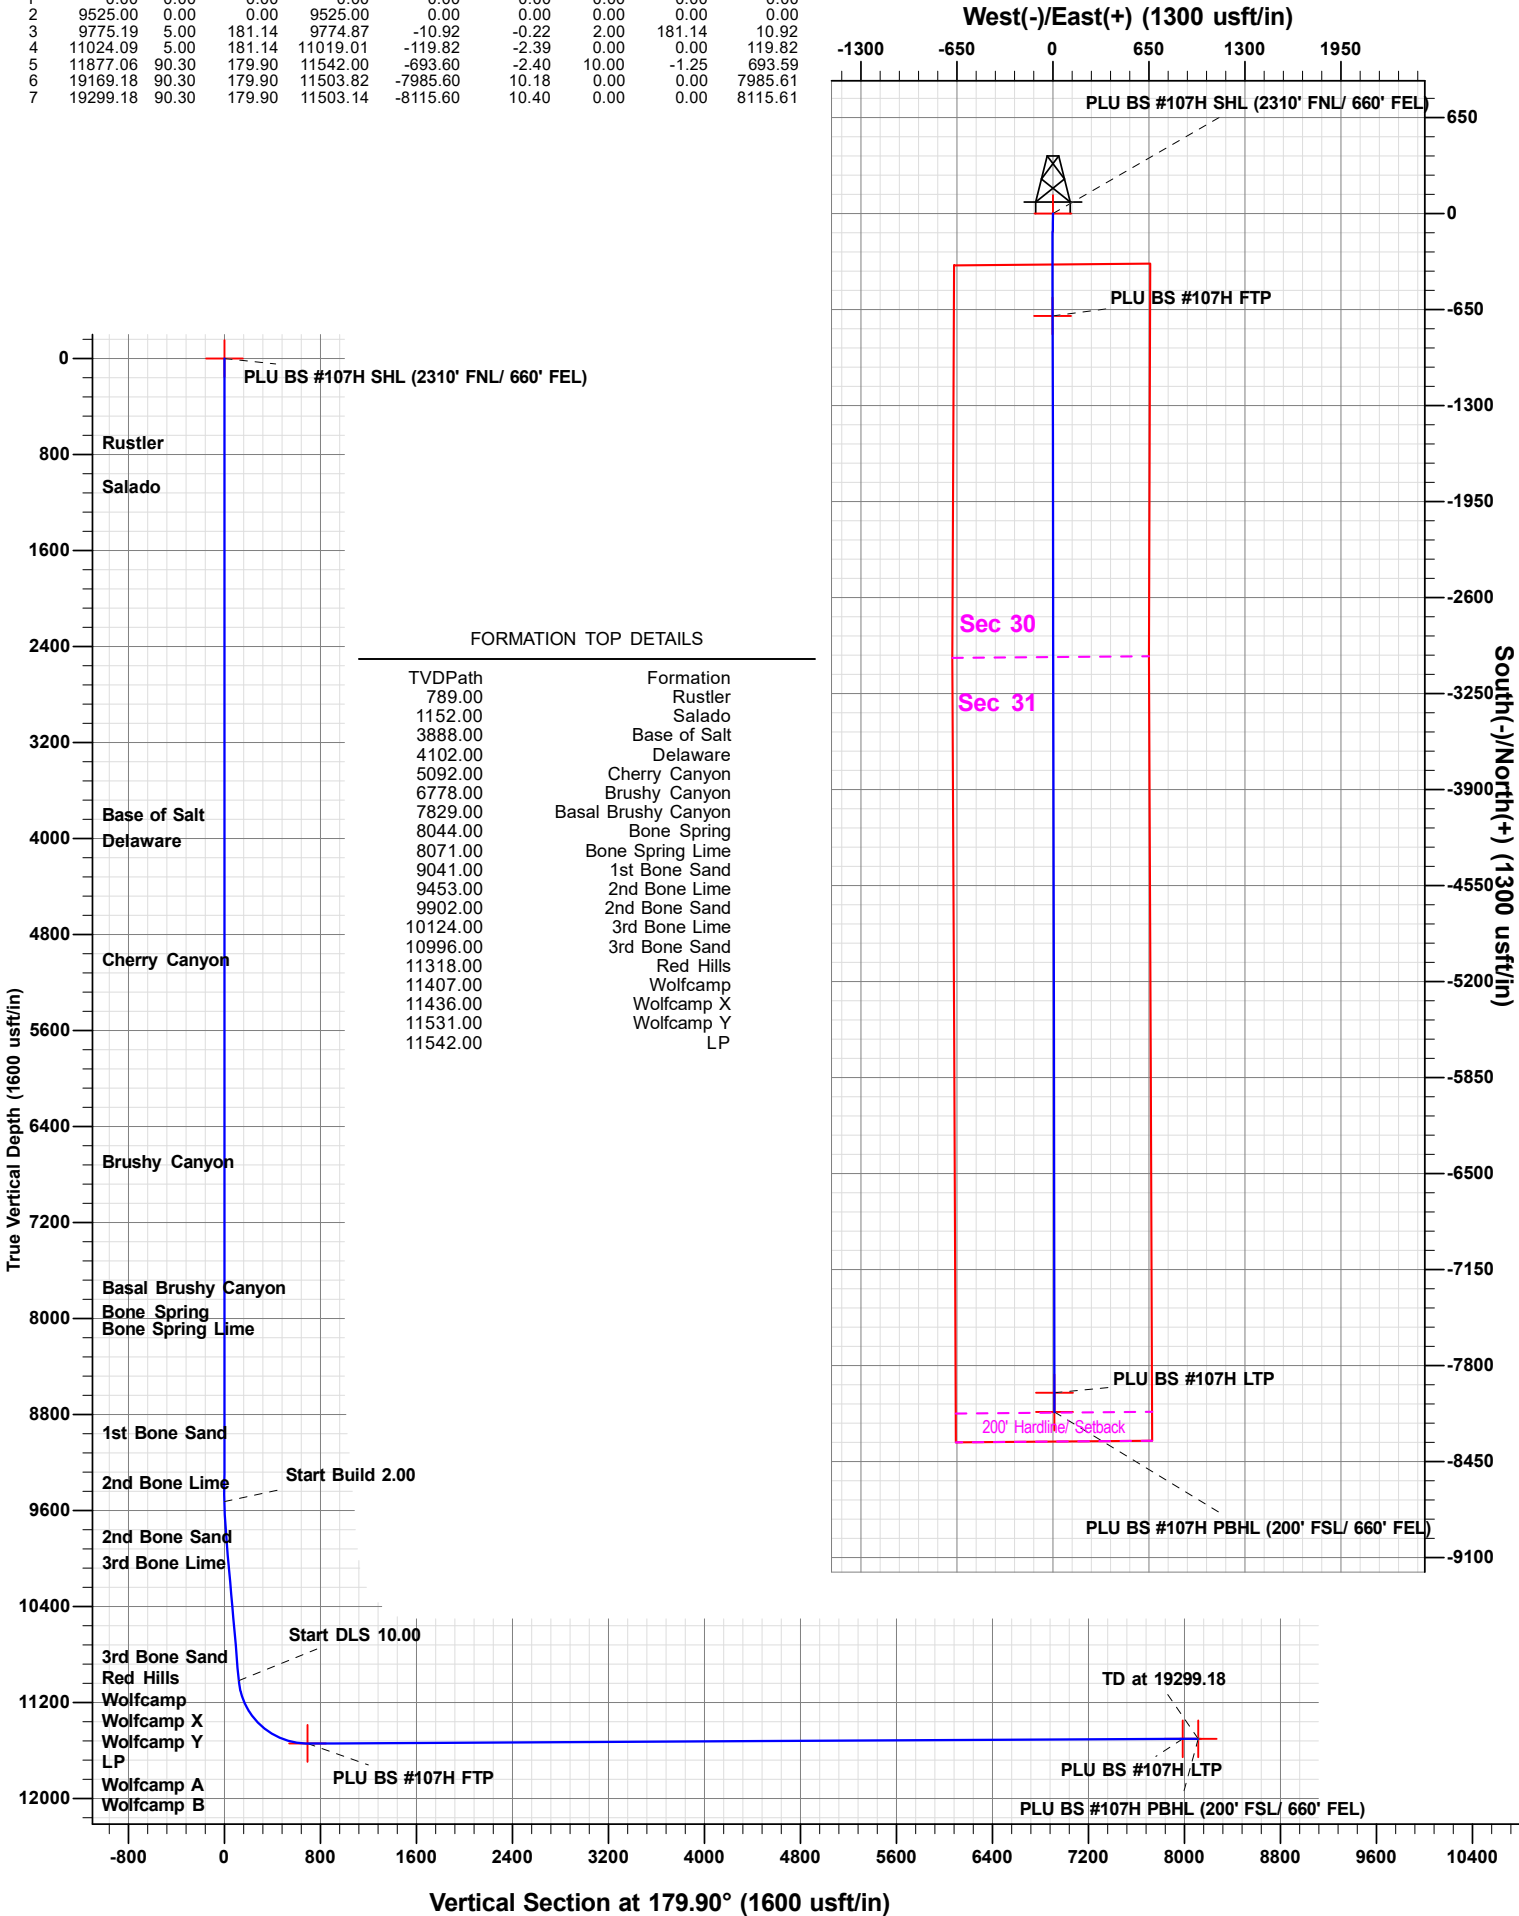 1 0.00 0.00 0.00 0.00 0.00 0.00 0.00 0.00 0.00
2 9525.00 0.00 0.00 9525.00 0.00 0.00 0.00 0.00 0.00
3 9775.19 5.00 181.14 9774.87 -10.92 -0.22 2.00 181.14 10.92
4 11024.09 5.00 181.14 11019.01 -119.82 -2.39 0.00 0.00 119.82
5 11877.06 90.30 179.90 11542.00 -693.60 -2.40 10.00 -1.25 693.59
6 19169.18 90.30 179.90 11503.82 -7985.60 10.18 0.00 0.00 7985.61
7 19299.18 90.30 179.90 11503.14 -8115.60 10.40 0.00 0.00 8115.61
West(-)/East(+) (1300 usft/in)
-1300 -650 0 650 1300 1950
PLU BS #107H SHL (2310' FNL/ 660' FEL)
650
0
-650
-1300
-1950
-2600
-3250
-3900
-4550
-5200
-5850
-6500
-7150
-7800
-8450
-9100
South(-)/North(+) (1300 usft/in)
PLU BS #107H FTP
Sec 30
Sec 31
PLU BS #107H LTP
200' Hardline/ Setback
PLU BS #107H PBHL (200' FSL/ 660' FEL)
True Vertical Depth (1600 usft/in)
0
800
1600
2400
3200
4000
4800
5600
6400
7200
8000
8800
9600
10400
11200
12000
PLU BS #107H SHL (2310' FNL/ 660' FEL)
Rustler
Salado
Base of Salt
Delaware
Cherry Canyon
Brushy Canyon
Basal Brushy Canyon
Bone Spring
Bone Spring Lime
1st Bone Sand
2nd Bone Lime
2nd Bone Sand
3rd Bone Lime
3rd Bone Sand
Red Hills
Wolfcamp
Wolfcamp X
Wolfcamp Y
LP
Wolfcamp A
Wolfcamp B
FORMATION TOP DETAILS
TVDPath Formation
789.00 Rustler
1152.00 Salado
3888.00 Base of Salt
4102.00 Delaware
5092.00 Cherry Canyon
6778.00 Brushy Canyon
7829.00 Basal Brushy Canyon
8044.00 Bone Spring
8071.00 Bone Spring Lime
9041.00 1st Bone Sand
9453.00 2nd Bone Lime
9902.00 2nd Bone Sand
10124.00 3rd Bone Lime
10996.00 3rd Bone Sand
11318.00 Red Hills
11407.00 Wolfcamp
11436.00 Wolfcamp X
11531.00 Wolfcamp Y
11542.00 LP
Start Build 2.00
Start DLS 10.00
TD at 19299.18
PLU BS #107H FTP
PLU BS #107H LTP
PLU BS #107H PBHL (200' FSL/ 660' FEL)
-800 0 800 1600 2400 3200 4000 4800 5600 6400 7200 8000 8800 9600 10400
Vertical Section at 179.90° (1600 usft/in)